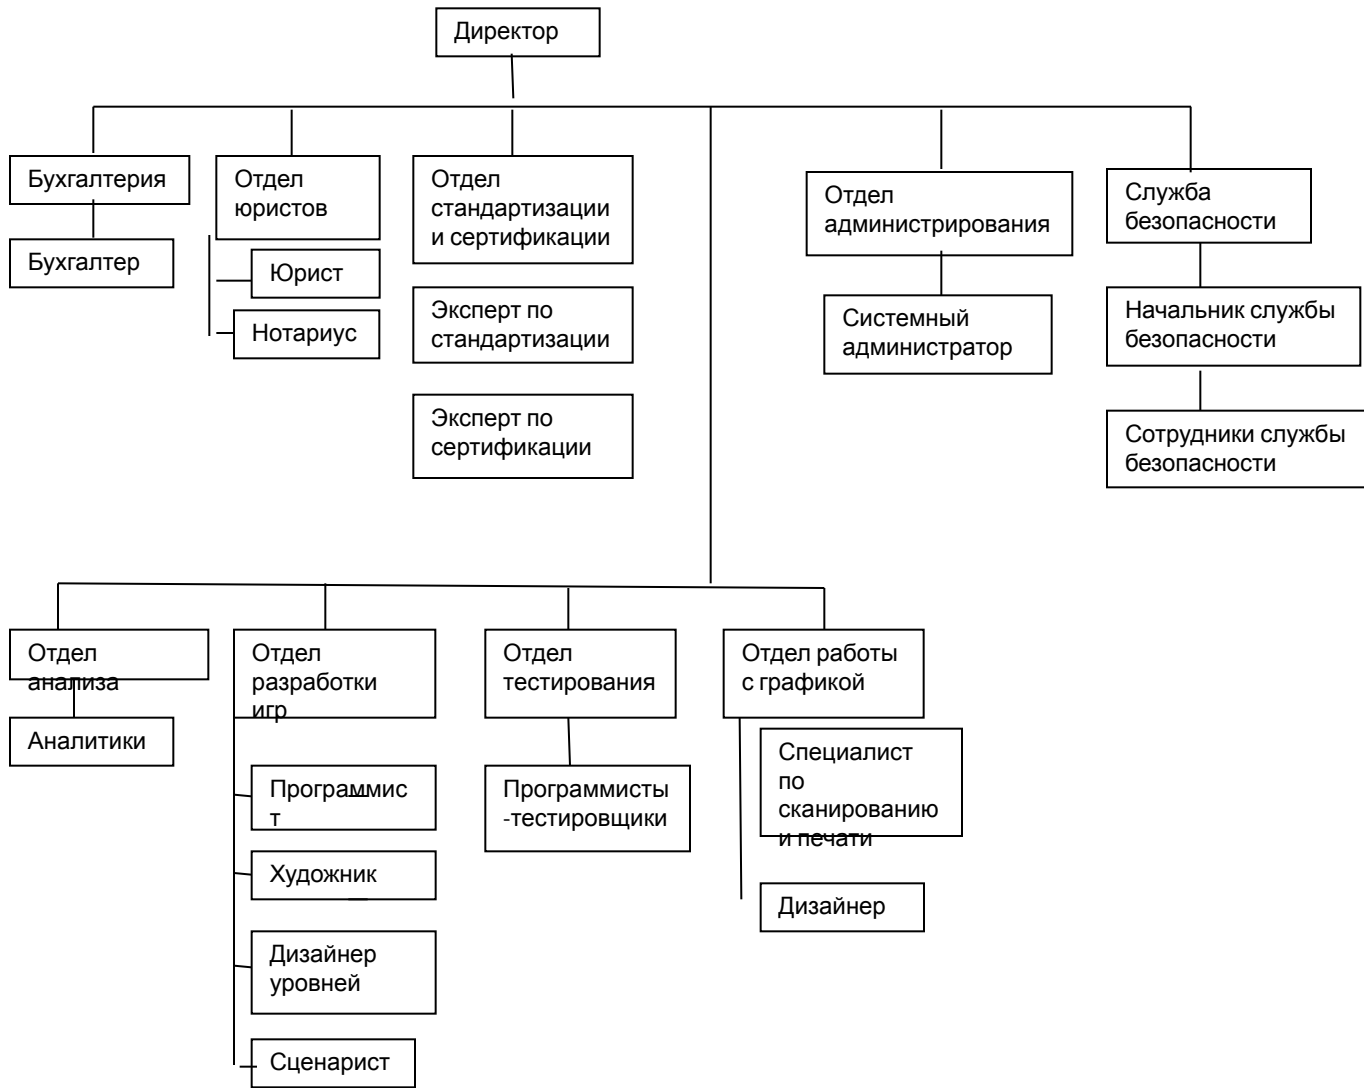 Директор
Бухгалтерия
Бухгалтер
Отдел
юристов
Юрист
Нотариус
Отдел
стандартизации
и сертификации
Эксперт по
стандартизации
Эксперт по
сертификации
Отдел
администрирования
Системный
администратор
Служба
безопасности
Начальник службы
безопасности
Сотрудники службы
безопасности
Отдел
анализа
Аналитики
Отдел
разработки
игр
Программис
т
Художник
Дизайнер
уровней
Сценарист
Отдел
тестирования
Программисты
-тестировщики
Отдел работы
с графикой
Специалист
по
сканированию
и печати
Дизайнер